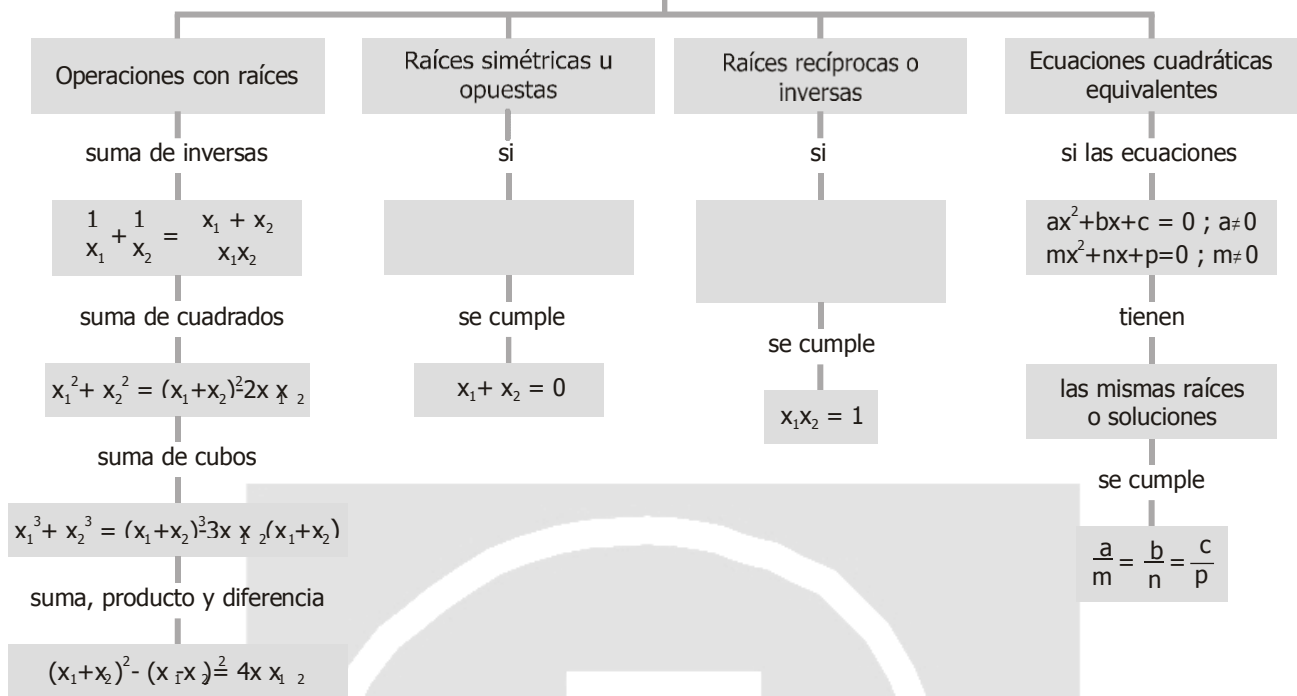 Operaciones con raíces
suma de inversas
1/x₁ + 1/x₂ = x₁ + x₂ / x₁x₂
suma de cuadrados
x₁² + x₂² = (x₁+x₂)²-2x₁x₂
suma de cubos
x₁³ + x₂³ = (x₁+x₂)³-3x₁x₂(x₁+x₂)
suma, producto y diferencia
(x₁+x₂)² - (x₁-x₂)² = 4x₁x₂
Raíces simétricas u
opuestas
si
se cumple
x₁ + x₂ = 0
Raíces recíprocas o
inversas
si
se cumple
x₁x₂ = 1
Ecuaciones cuadráticas
equivalentes
si las ecuaciones
ax²+bx+c = 0 ; a≠0
mx²+nx+p=0 ; m≠0
tienen
las mismas raíces
o soluciones
se cumple
a/m = b/n = c/p